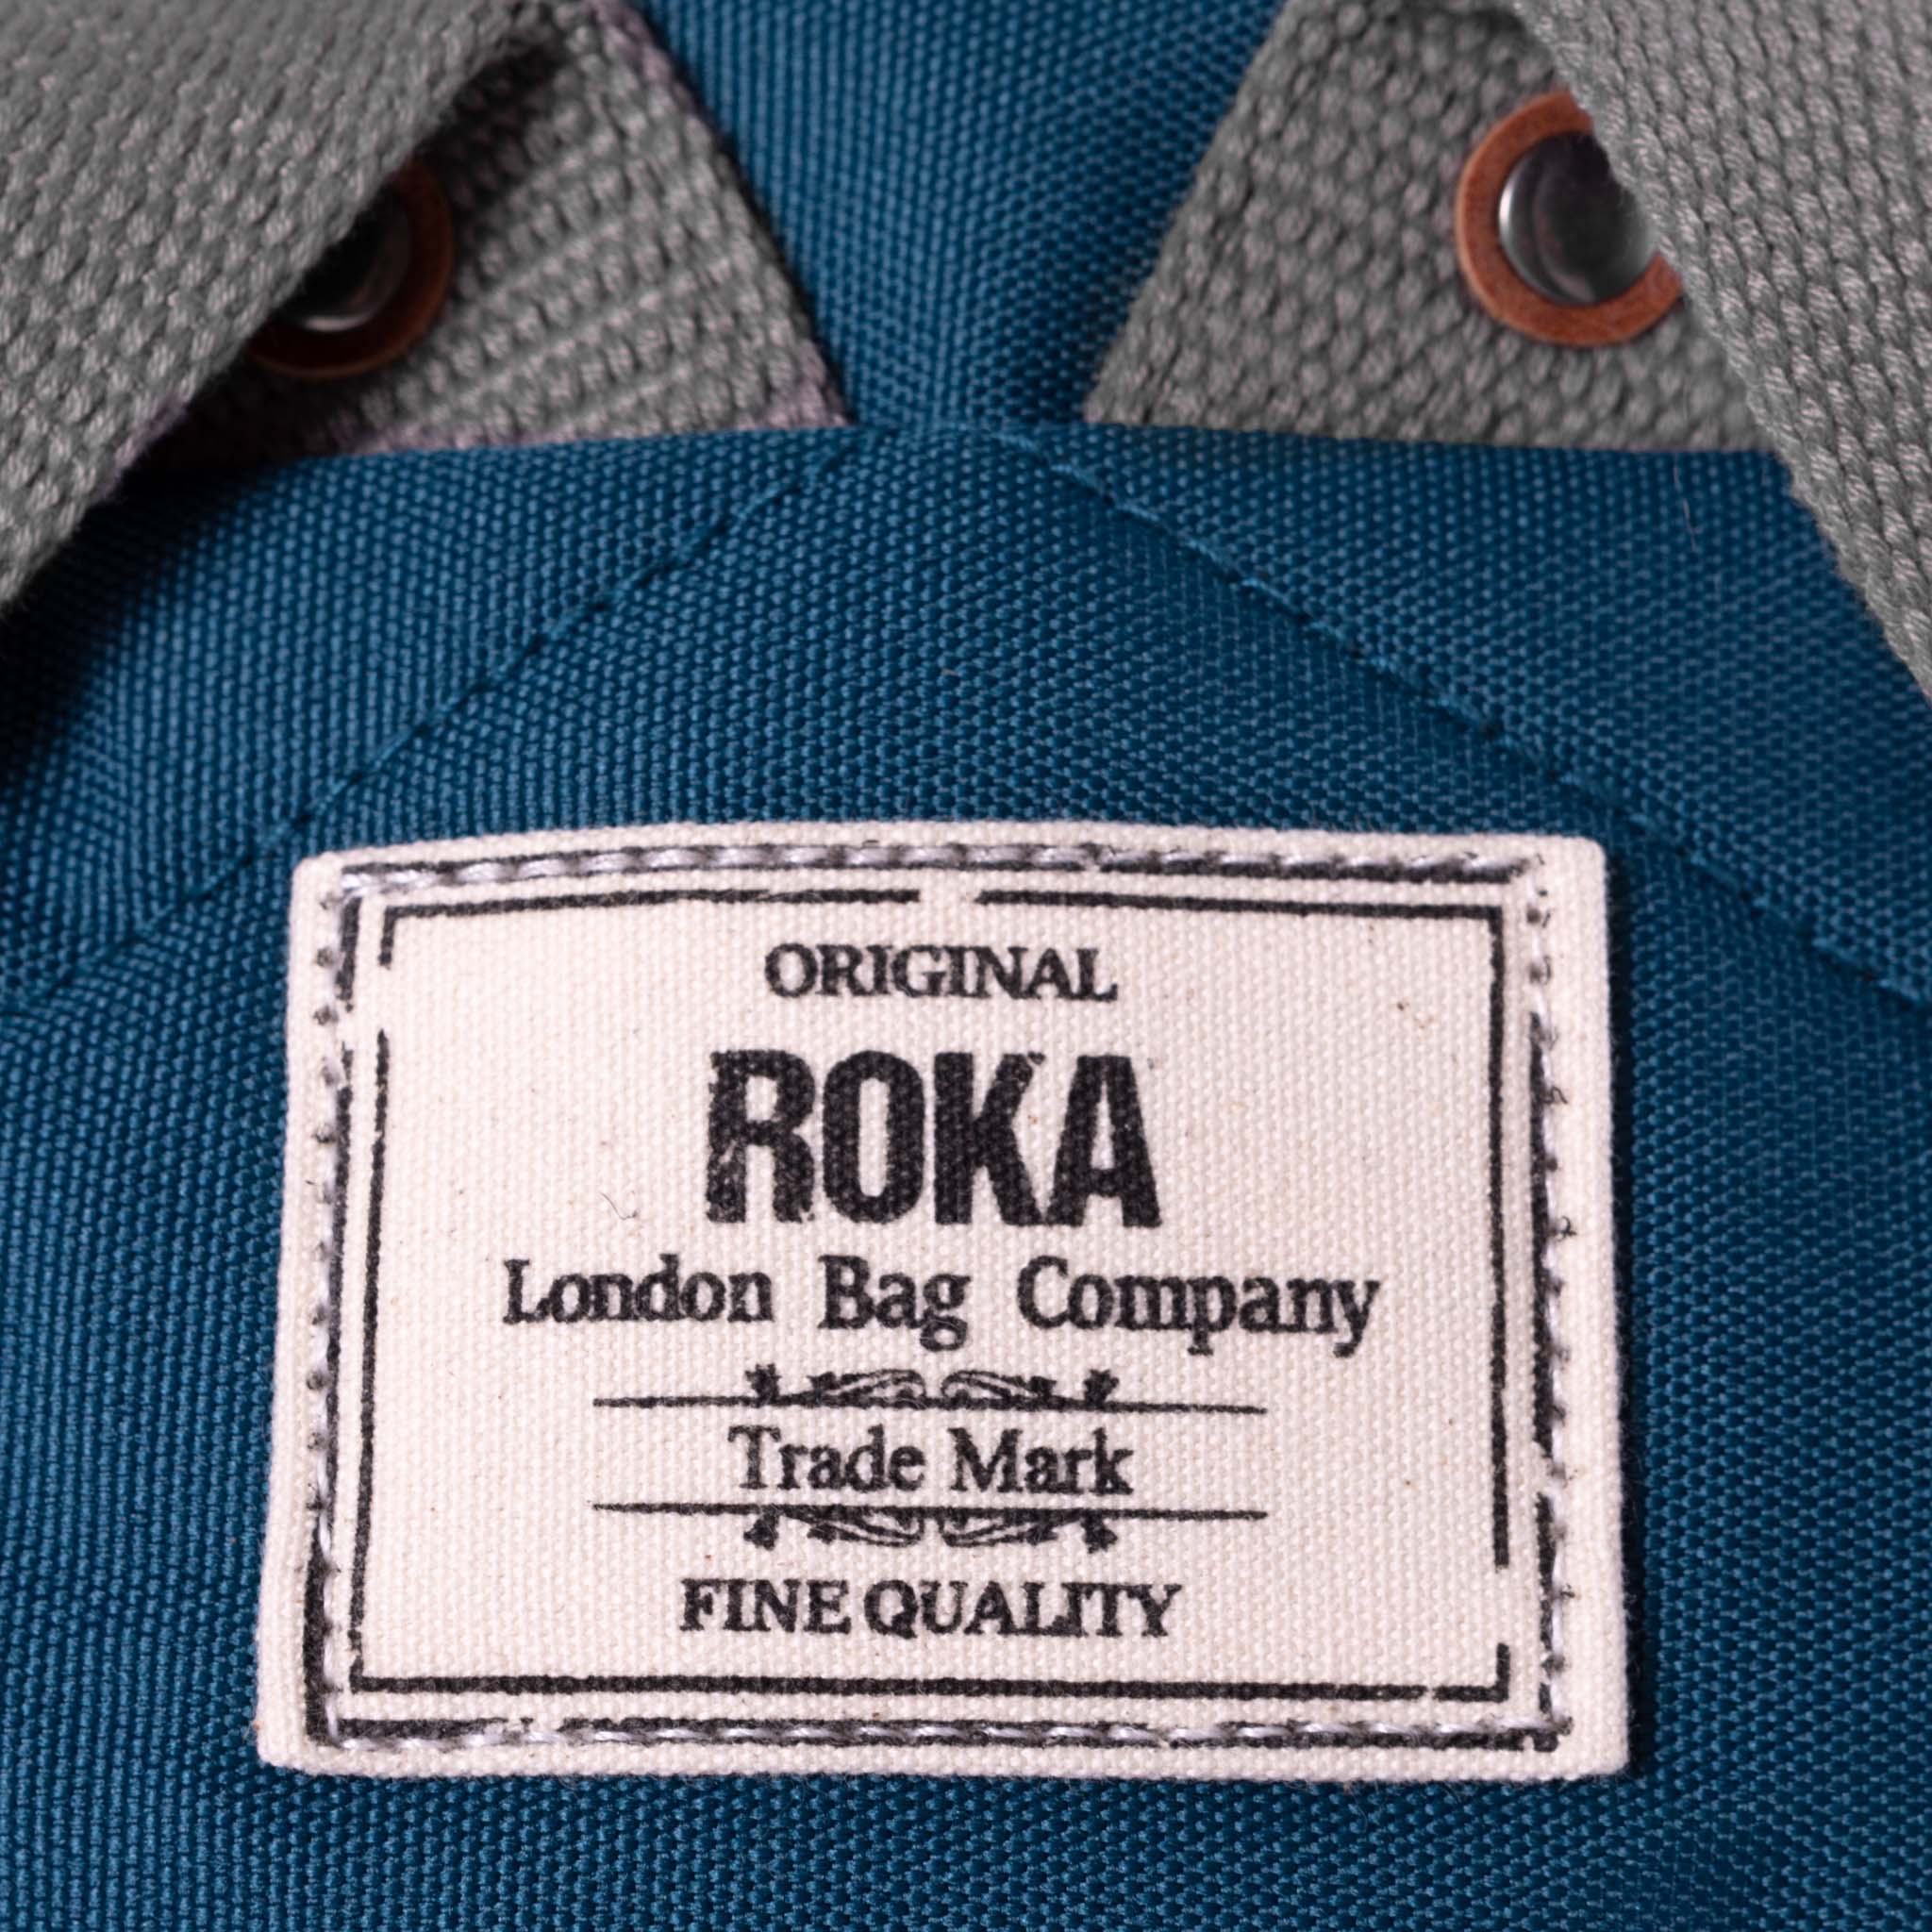 ORIGINAL
ROKA
London Bag Company
Trade Mark
FINE QUALITY